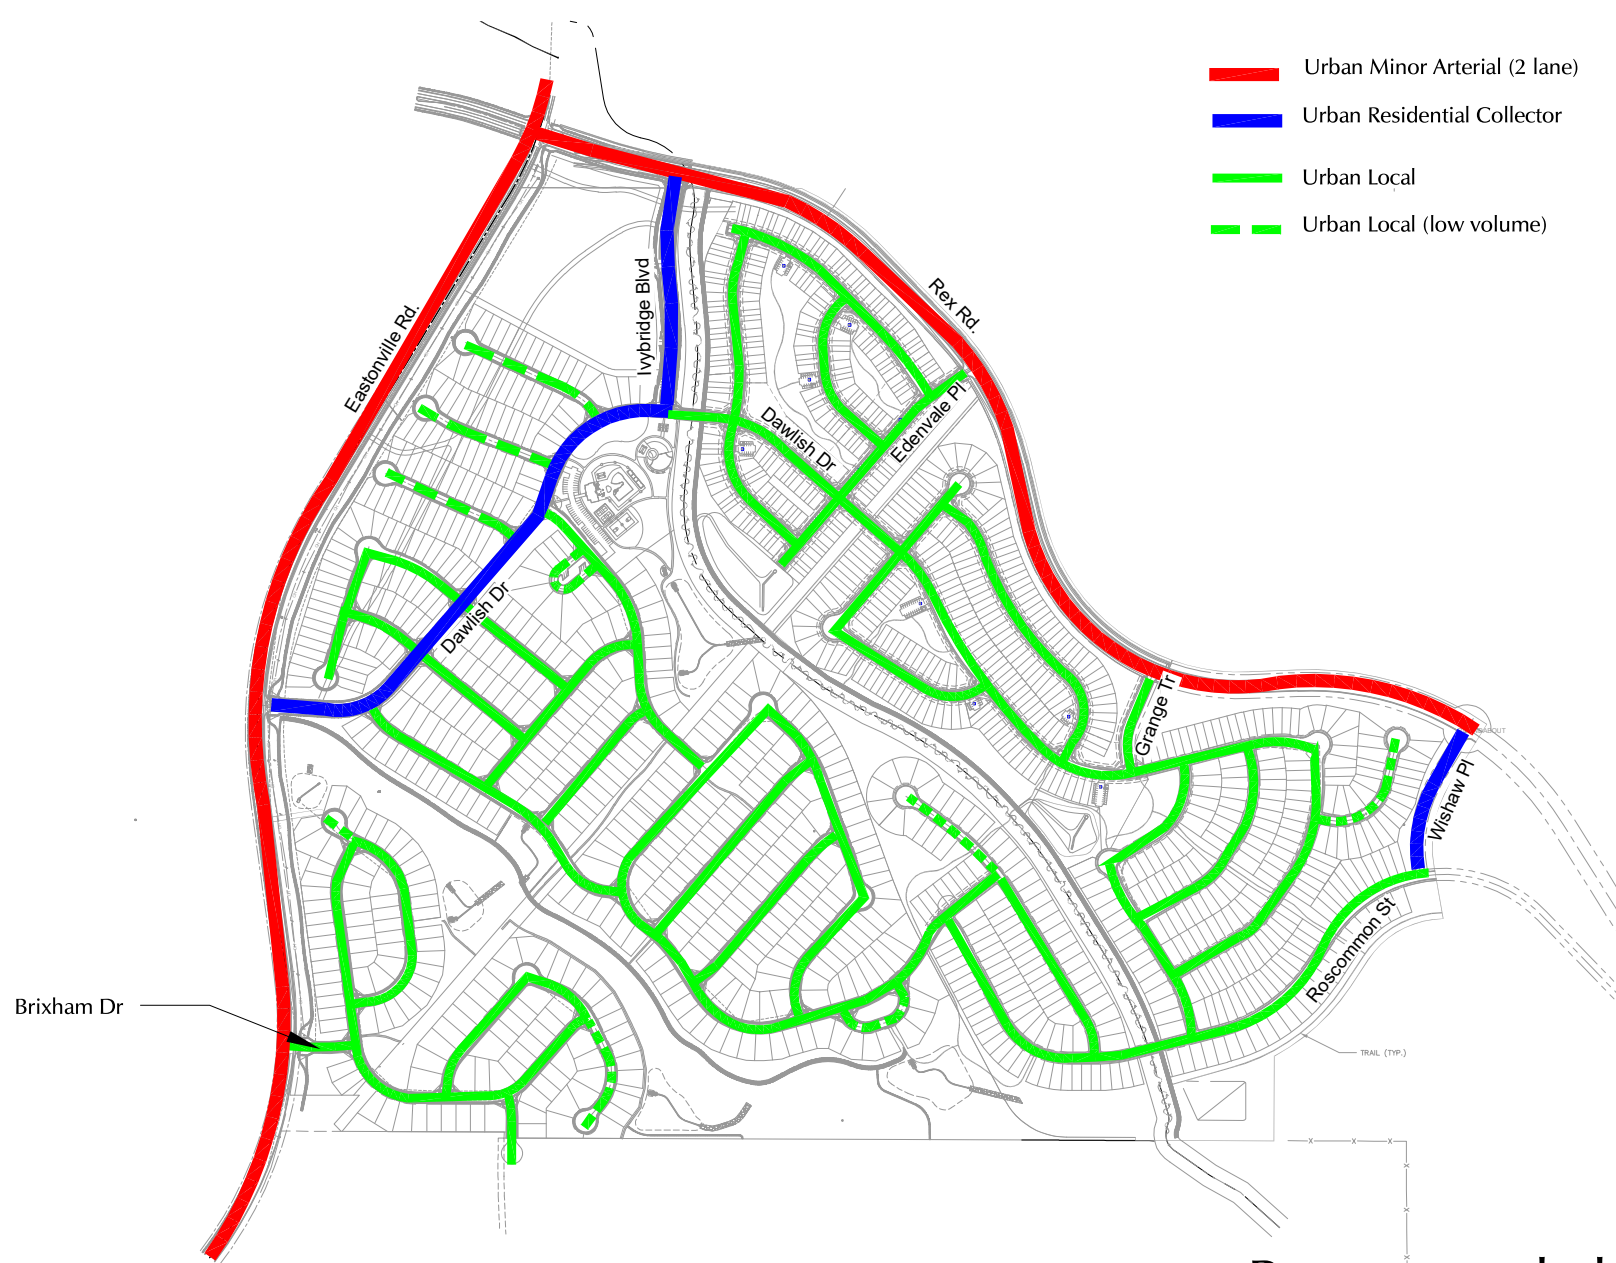 Urban Minor Arterial (2 lane)
Urban Residential Collector
Urban Local
Urban Local (low volume)
Rex Rd.
Ivybridge Blvd
Eastonville Rd.
Dawlish Dr
Edenvale Pl
Dawlish Dr
Grange Tr
Wishaw Pl
Roscommon St
Brixham Dr
TRAIL (TYP.)